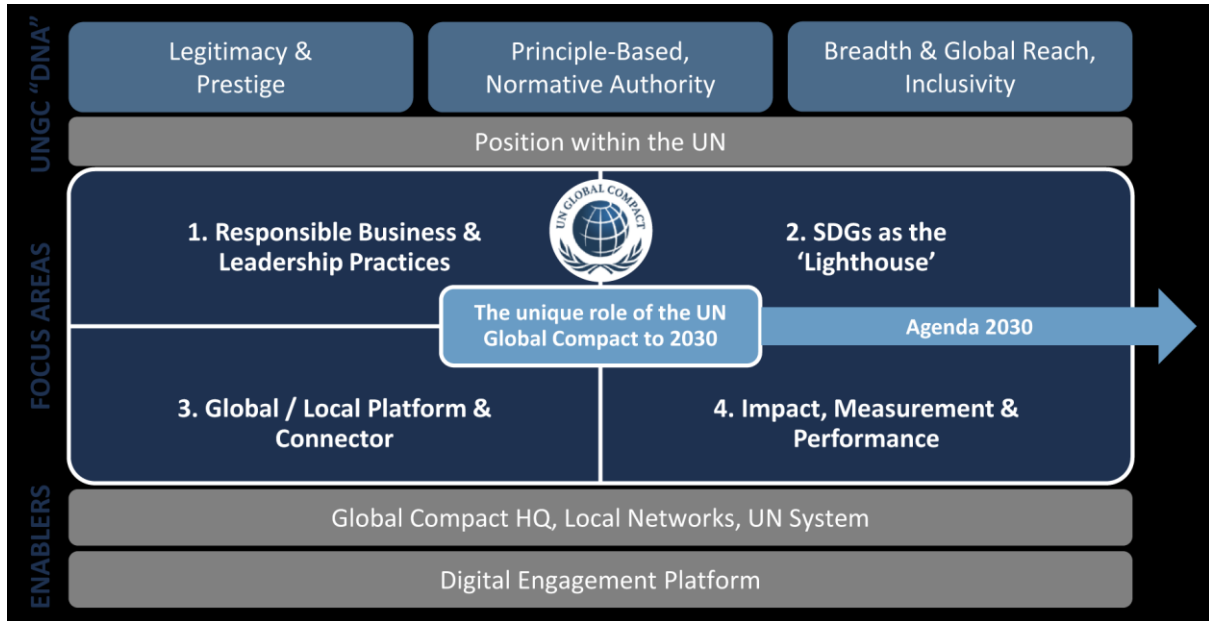 UNGC "DNA"
Legitimacy &
Prestige
Principle-Based,
Normative Authority
Breadth & Global Reach,
Inclusivity
Position within the UN
FOCUS AREAS
1. Responsible Business &
Leadership Practices
UN GLOBAL COMPACT
2. SDGs as the
‘Lighthouse’
The unique role of the UN
Global Compact to 2030
Agenda 2030
3. Global / Local Platform &
Connector
4. Impact, Measurement &
Performance
ENABLERS
Global Compact HQ, Local Networks, UN System
Digital Engagement Platform